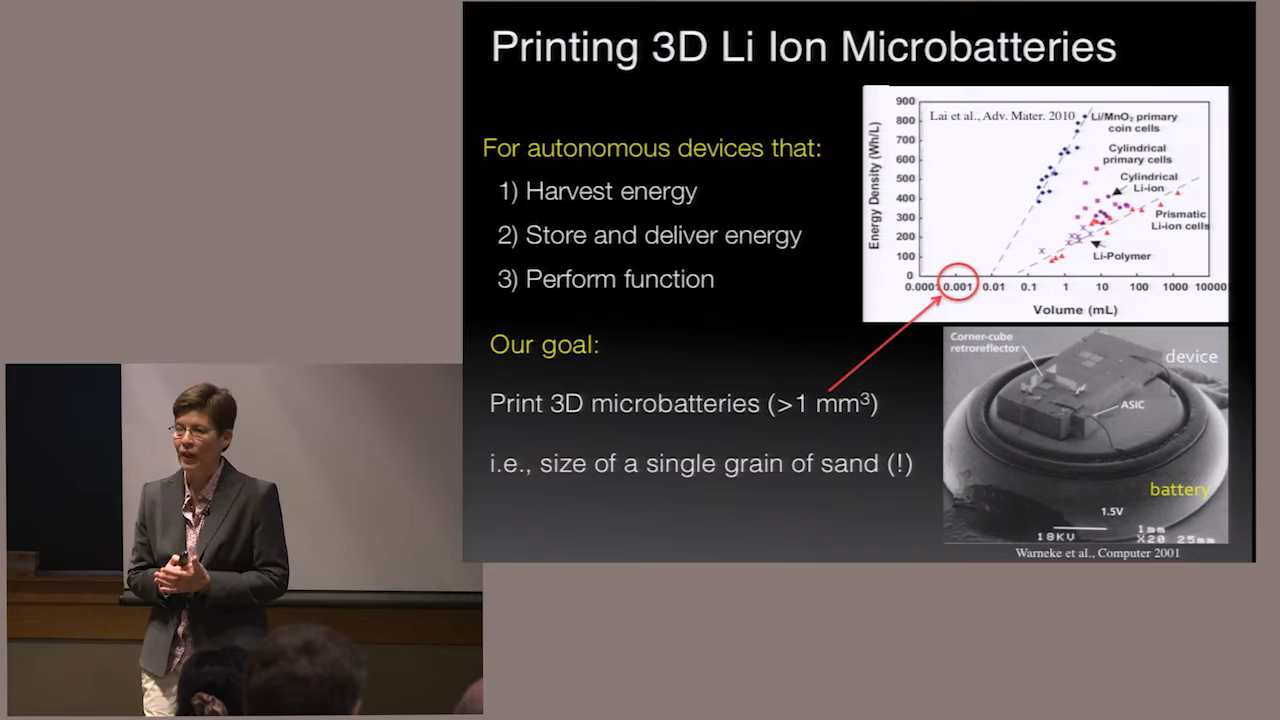 Printing 3D Li Ion Microbatteries
For autonomous devices that:
1) Harvest energy
2) Store and deliver energy
3) Perform function
Our goal:
Print 3D microbatteries (>1 mm³)
i.e., size of a single grain of sand (!)
Lai et al., Adv. Mater. 2010
Energy Density (Wh/L)
900
800
700
600
500
400
300
200
100
0
Li/MnO₂ primary
coin cells
Cylindrical
primary cells
Cylindrical
Li-ion
Prismatic
Li-ion cells
Li-Polymer
0.0001 0.001 0.01 0.1 1 10 100 1000 10000
Volume (mL)
Corner-cube
retroreflector
device
ASIC
battery
1.5V
18KU 1mm
X20 25mm
Warneke et al., Computer 2001